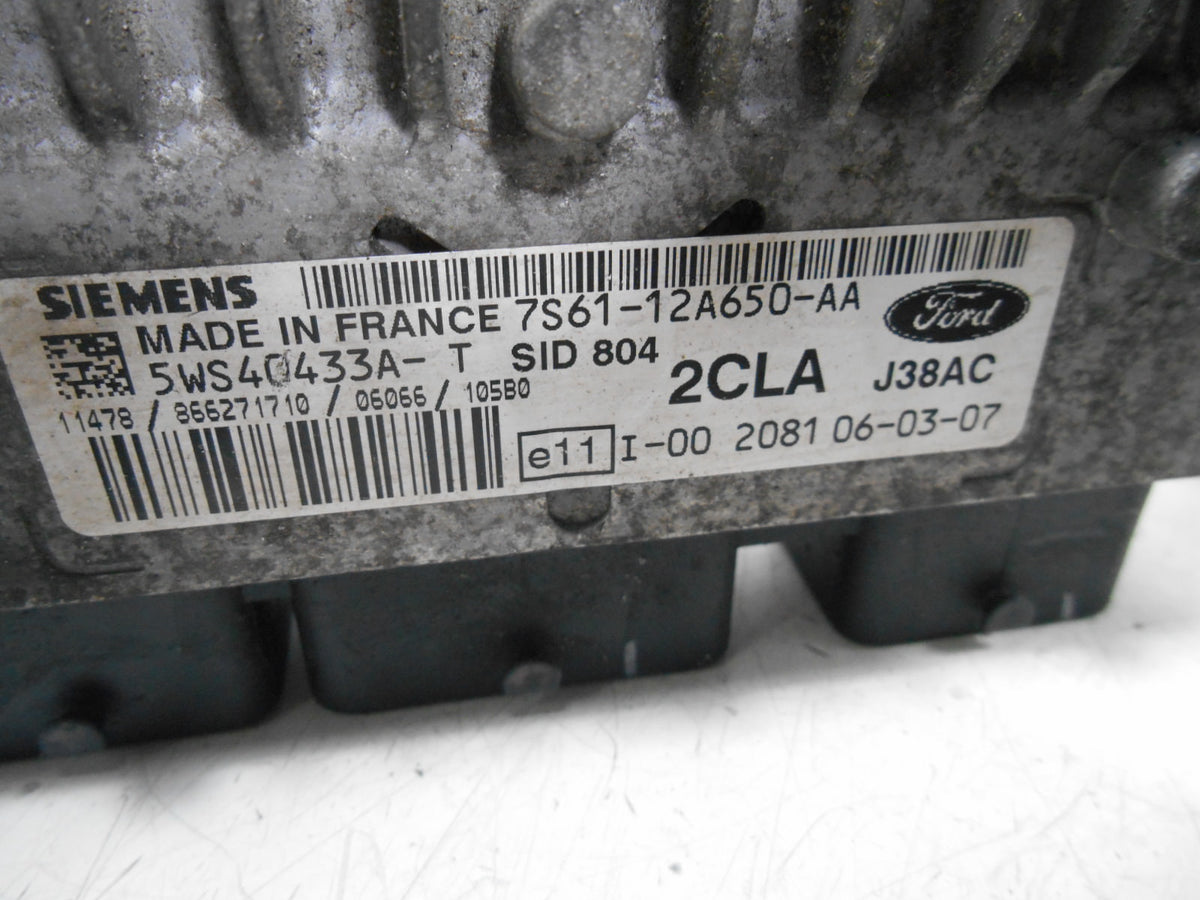 SIEMENS
MADE IN FRANCE 7S61-12A650-AA
Ford
5WS40433A- T SID 804
2CLA J38AC
11478 / 866271710 / 06066 / 105B0
e11 I-00 2081 06-03-07